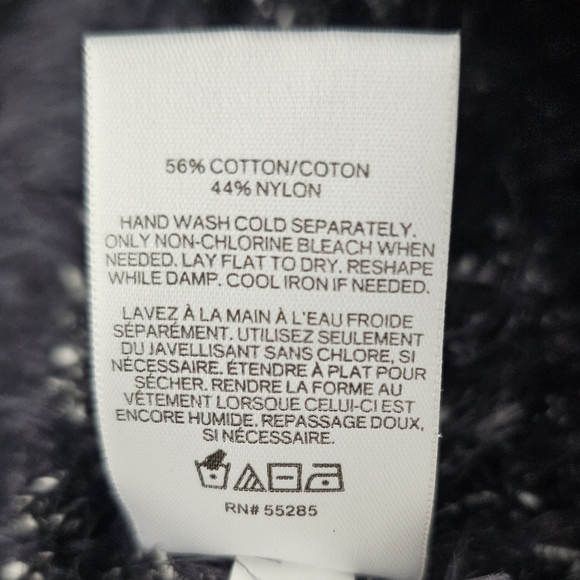 56% COTTON/COTON
44% NYLON
HAND WASH COLD SEPARATELY.
ONLY NON-CHLORINE BLEACH WHEN
NEEDED. LAY FLAT TO DRY. RESHAPE
WHILE DAMP. COOL IRON IF NEEDED.
LAVEZ À LA MAIN À L'EAU FROIDE
SÉPARÉMENT. UTILISEZ SEULEMENT
DU JAVELLISANT SANS CHLORE, SI
NÉCESSAIRE. ÉTENDRE À PLAT POUR
SÉCHER. RENDRE LA FORME AU
VÊTEMENT LORSQUE CELUI-CI EST
ENCORE HUMIDE. REPASSAGE DOUX,
SI NÉCESSAIRE.
RN# 55285